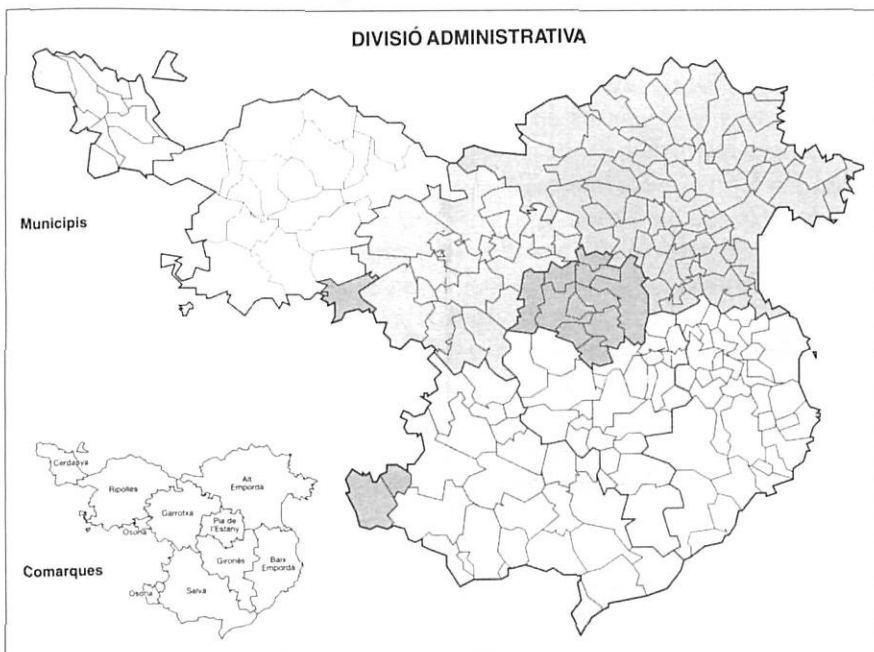 DIVISIÓ ADMINISTRATIVA
Municipis
Cerdanya
Ripollès
Alt
Empordà
Garrotxa
Pla de
l'Estany
Osona
Gironès
Baix
Empordà
Comarques
Selva
Osona